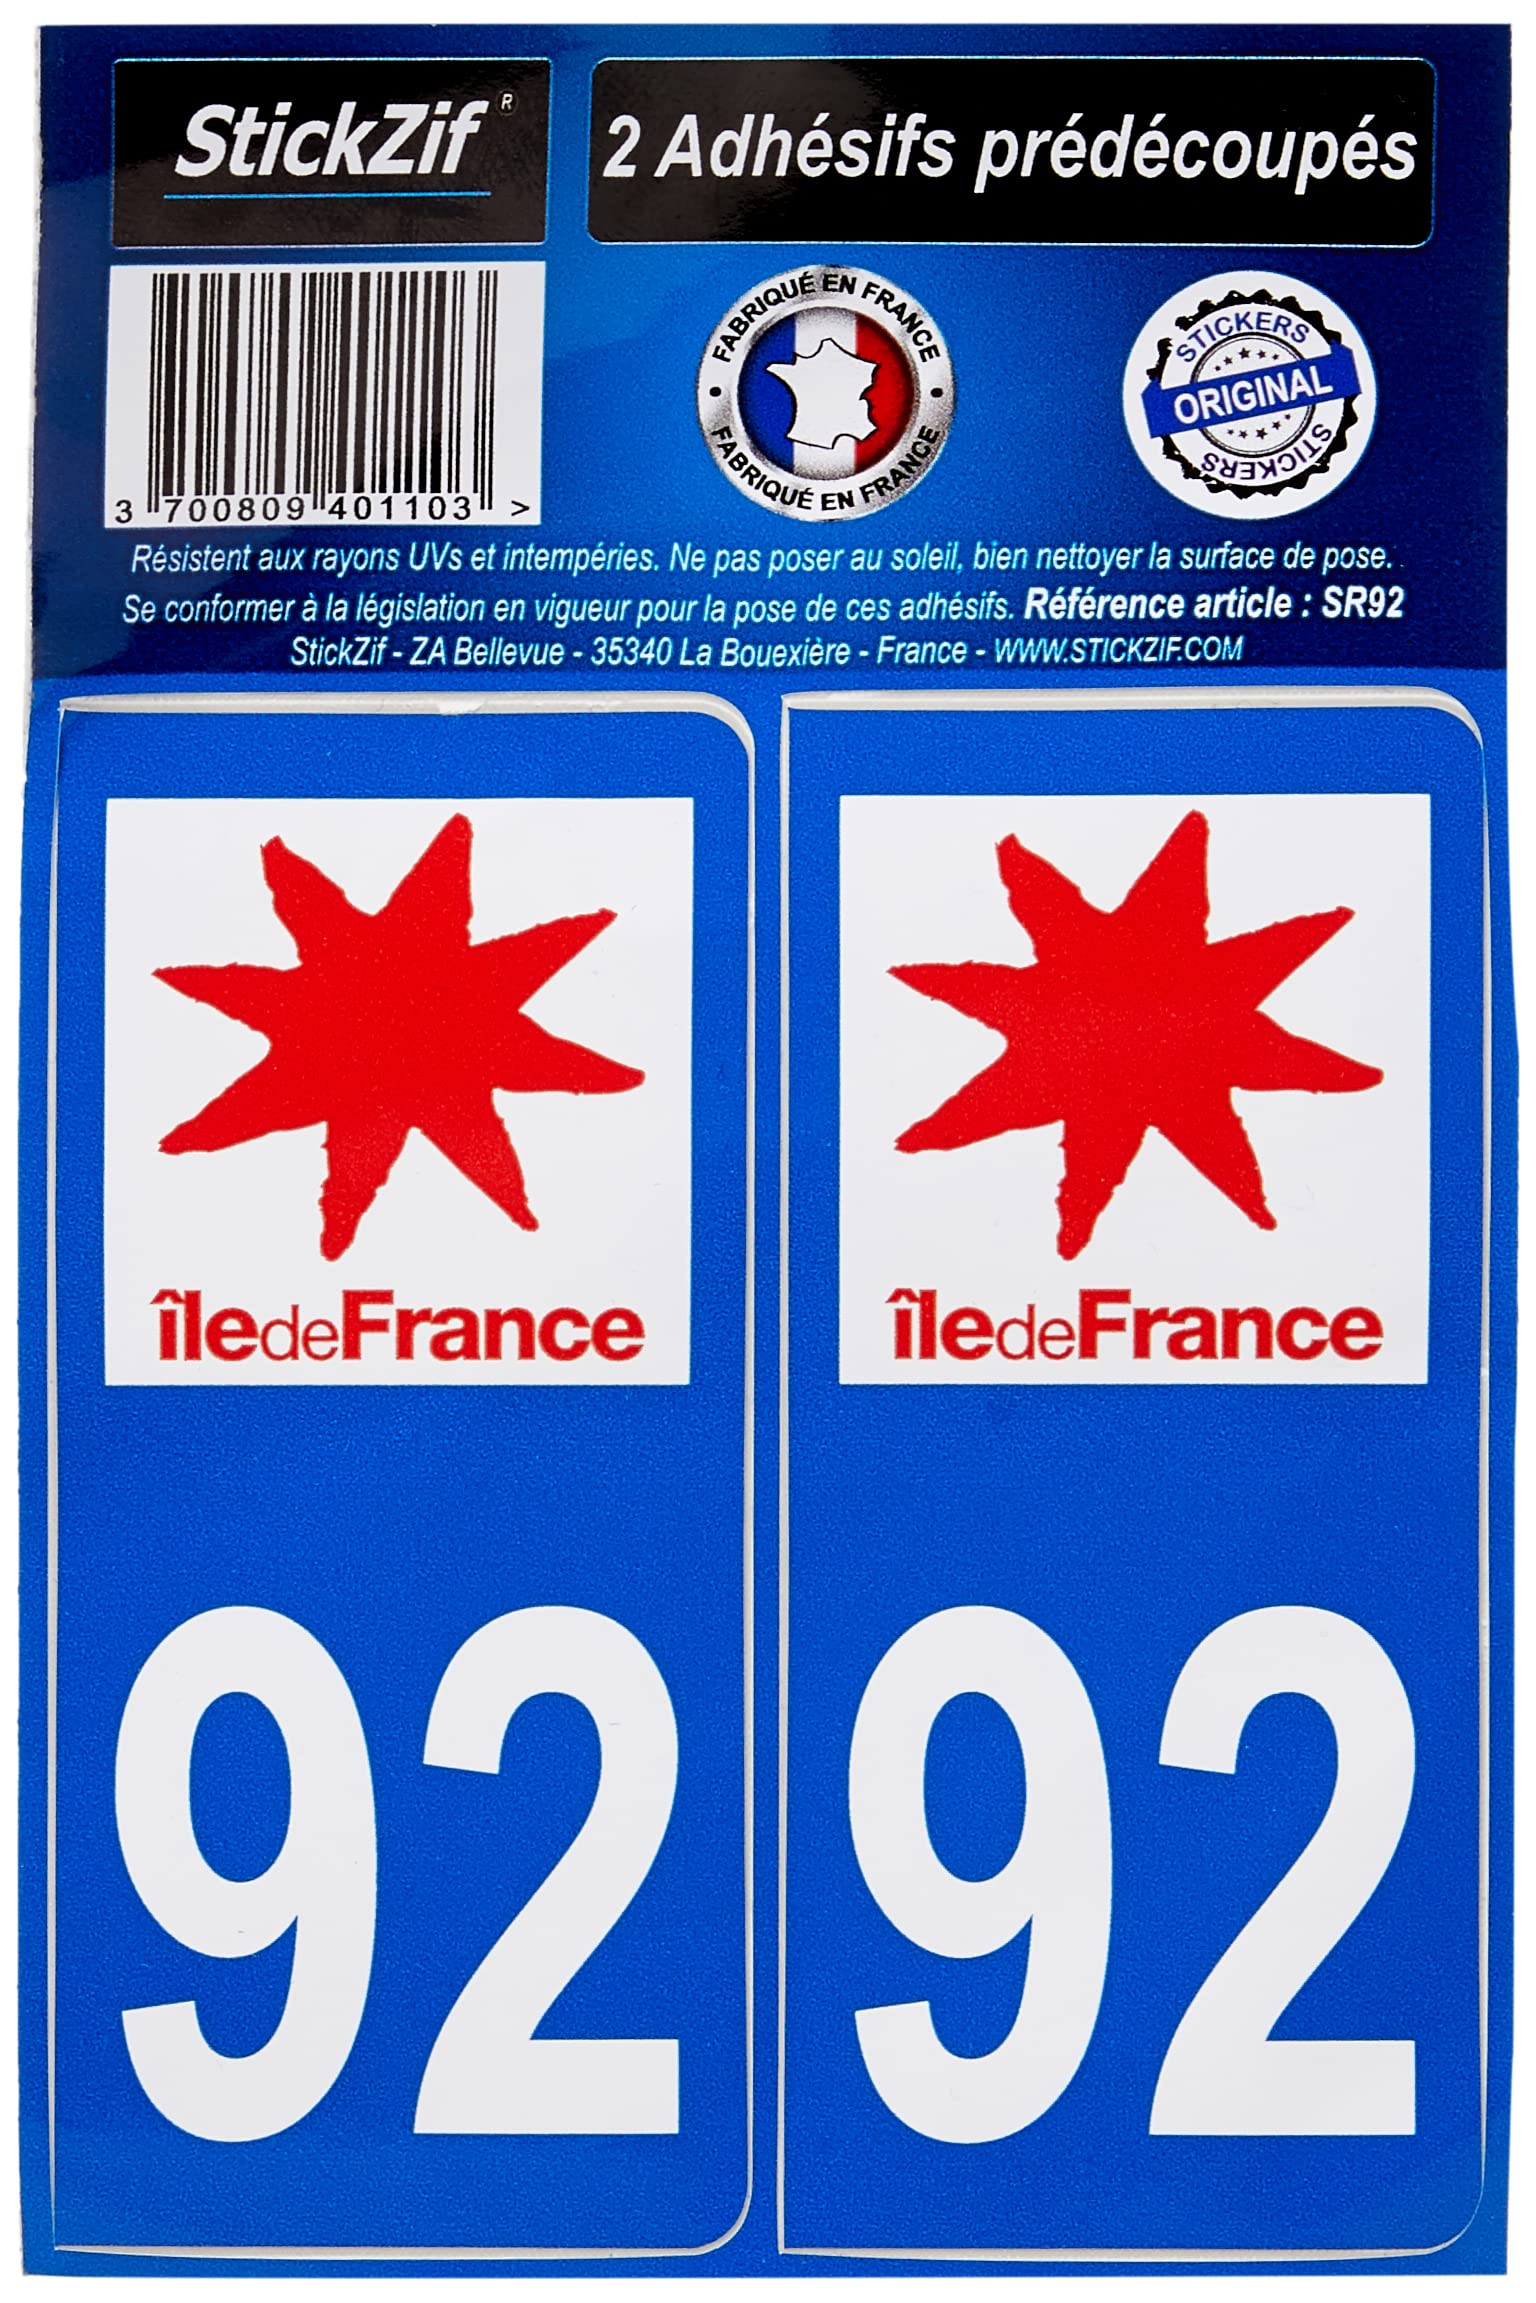 StickZif ®
2 Adhésifs prédécoupés
3 700809 401103 >
FABRIQUÉ EN FRANCE
FABRIQUÉ EN FRANCE
STICKERS
ORIGINAL
STICKERS
Résistent aux rayons UVs et intempéries. Ne pas poser au soleil, bien nettoyer la surface de pose.
Se conformer à la législation en vigueur pour la pose de ces adhésifs. Référence article : SR92
StickZif - ZA Bellevue - 35340 La Bouexière - France - WWW.STICKZIF.COM
îledeFrance
92
îledeFrance
92